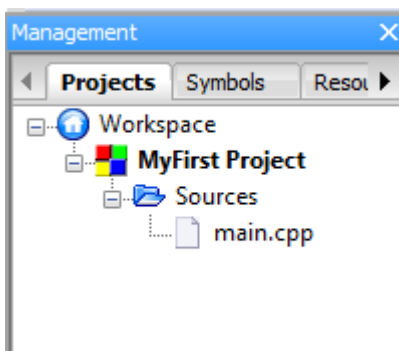 Management
Projects Symbols Resou
Workspace
MyFirst Project
Sources
main.cpp